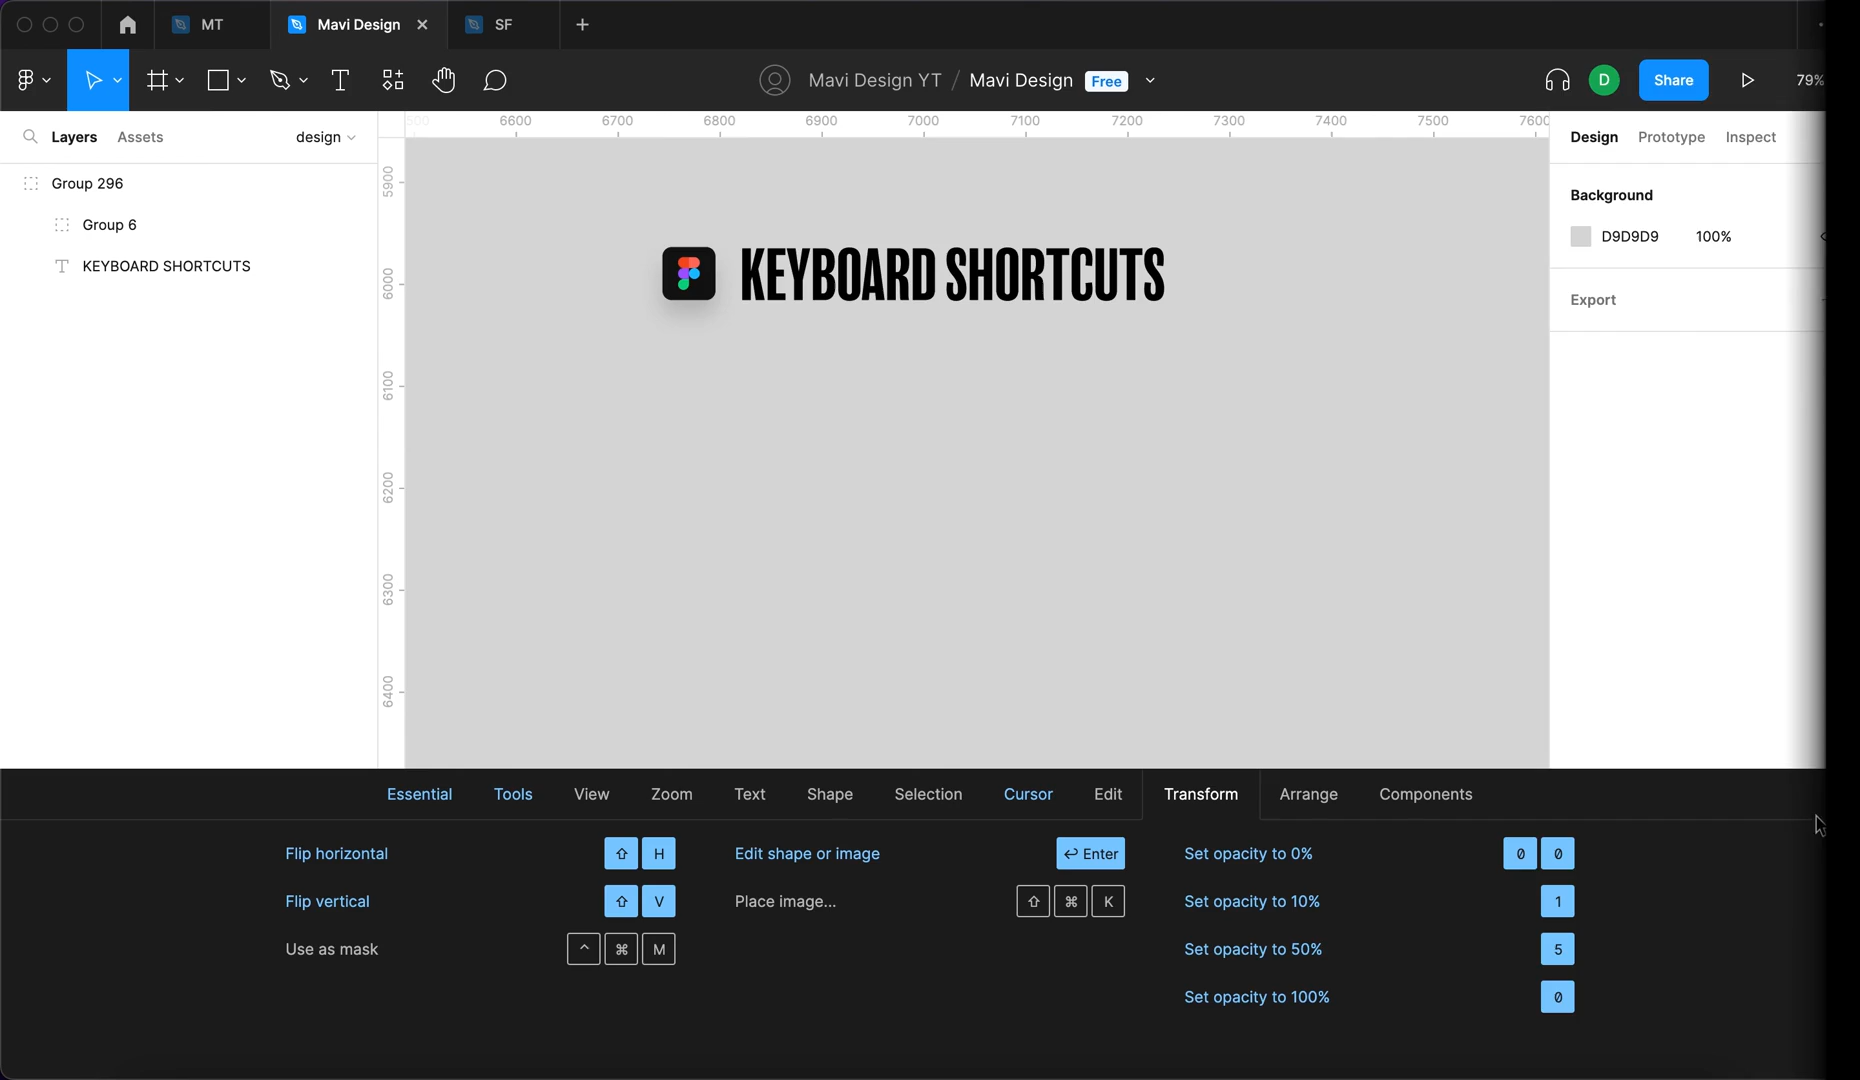 MT
Mavi Design
SF
Mavi Design YT / Mavi Design Free
D
Share
79%
Layers Assets design
Group 296
Group 6
KEYBOARD SHORTCUTS
6600 6700 6800 6900 7000 7100 7200 7300 7400 7500 7600
5900
6000
6100
6200
6300
6400
KEYBOARD SHORTCUTS
Design Prototype Inspect
Background
D9D9D9 100%
Export
Essential Tools View Zoom Text Shape Selection Cursor Edit Transform Arrange Components
Flip horizontal ⇧ H
Flip vertical ⇧ V
Use as mask ^ ⌘ M
Edit shape or image ↩ Enter
Place image... ⇧ ⌘ K
Set opacity to 0% 0 0
Set opacity to 10% 1
Set opacity to 50% 5
Set opacity to 100% 0